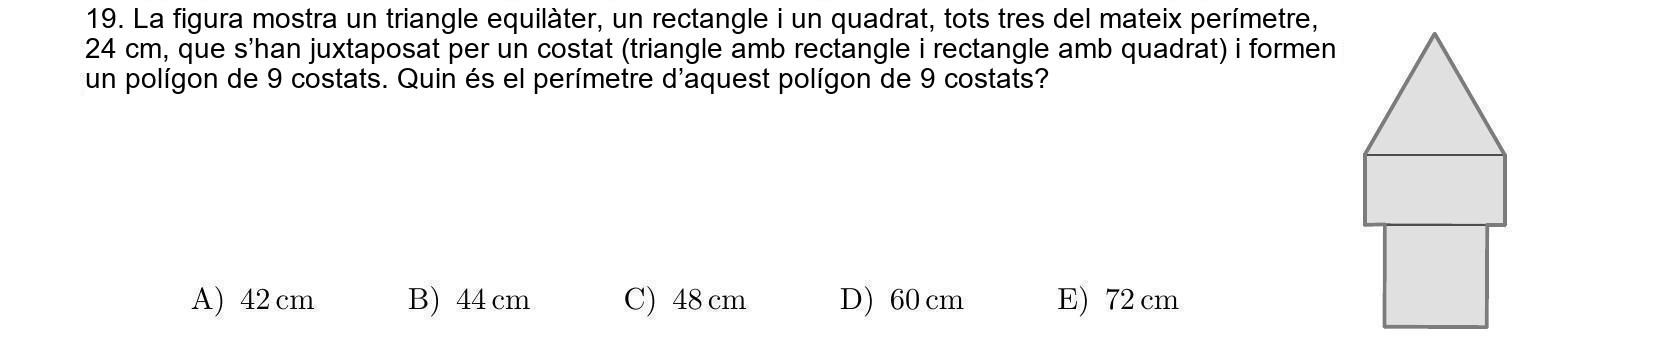 19. La figura mostra un triangle equilàter, un rectangle i un quadrat, tots tres del mateix perímetre,
24 cm, que s’han juxtaposat per un costat (triangle amb rectangle i rectangle amb quadrat) i formen
un polígon de 9 costats. Quin és el perímetre d’aquest polígon de 9 costats?
A) 42 cm B) 44 cm C) 48 cm D) 60 cm E) 72 cm